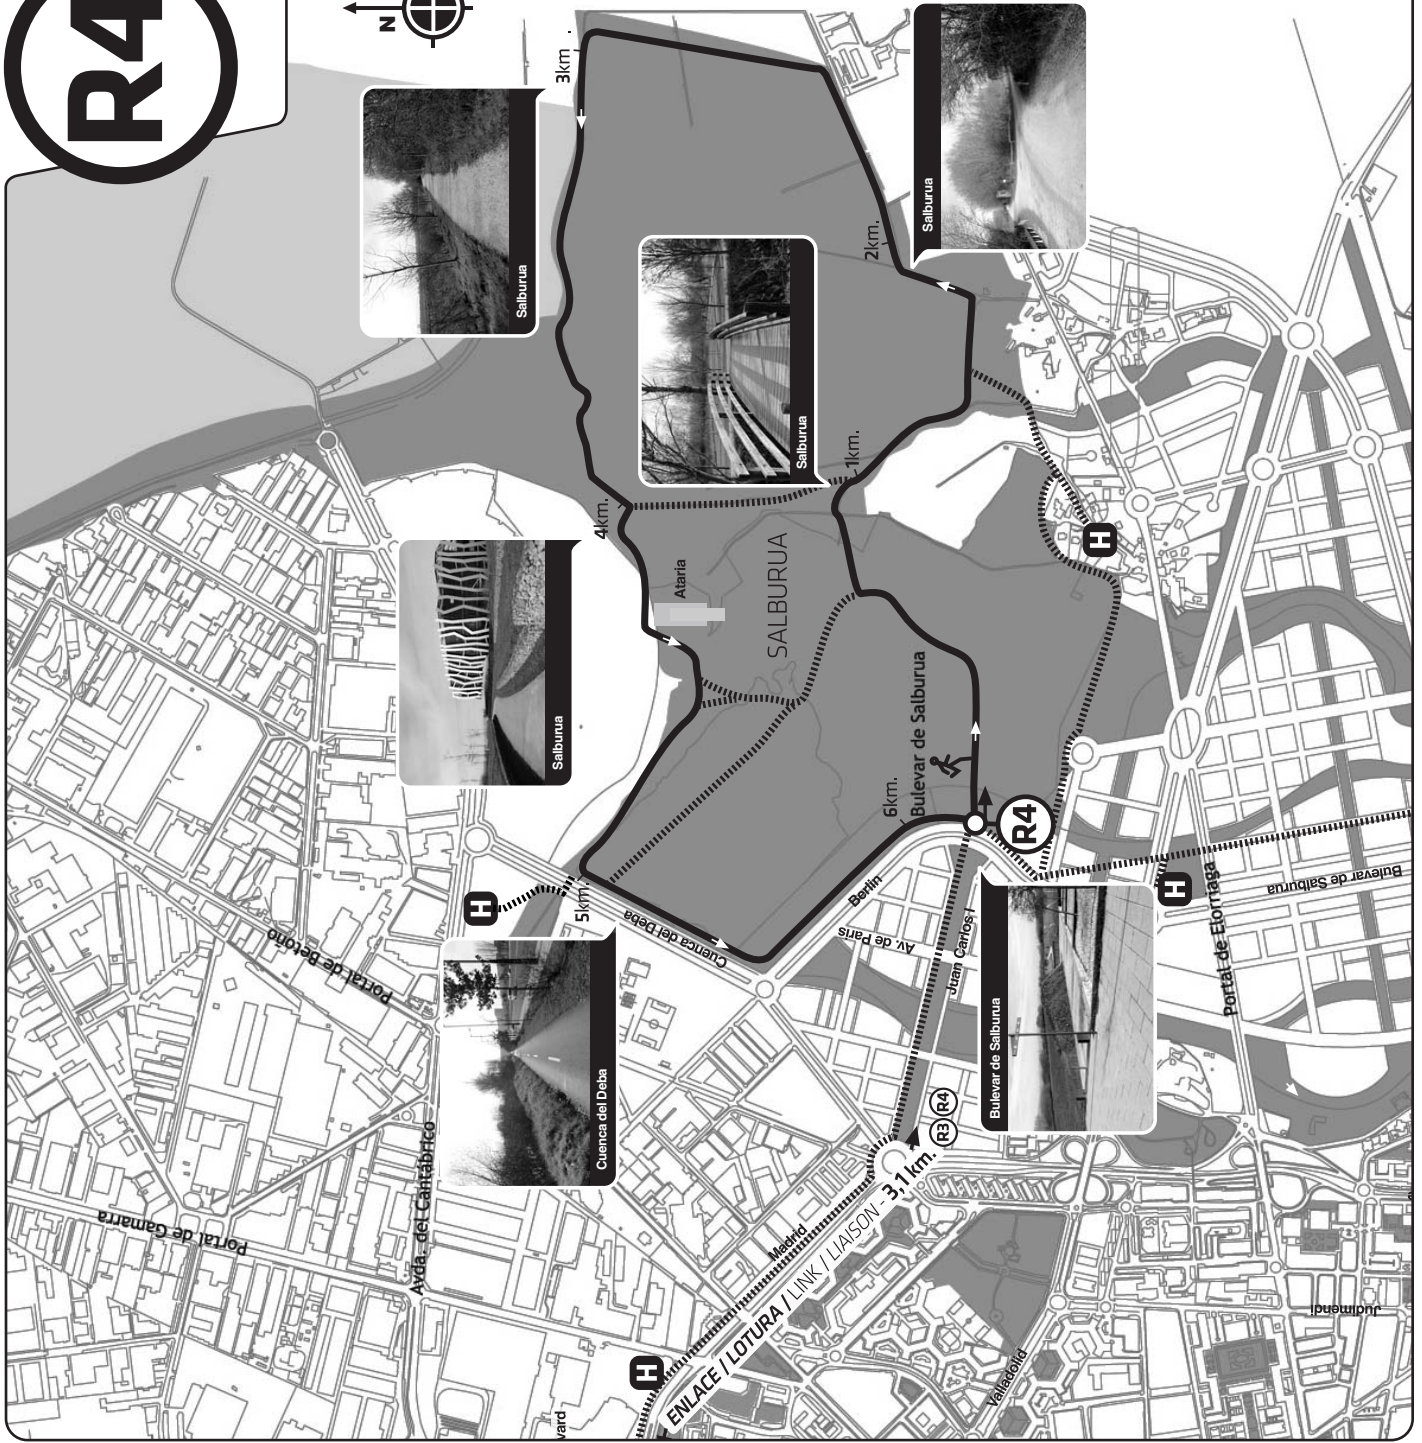 R4
N
3km.
Salburua
Salburua
2km.
Salburua
1km.
4km.
Salburua
Ataria
SALBURUA
Bulevar de Salburua
6km.
R4
H
H
5km.
Cuenca del Deba
Berlin
Av. de Paris
Juan Carlos I
H
Bulevar de Salburua
Portal de Elorriaga
Portal de Betoño
Cuenca del Deba
Bulevar de Salburua
R3 R4
Avda. del Cantábrico
Portal de Gamarra
Madrid
ENLACE / LOTURA / LINK / LIAISON - 3,1 km.
H
Valladolid
Judimendi
vard